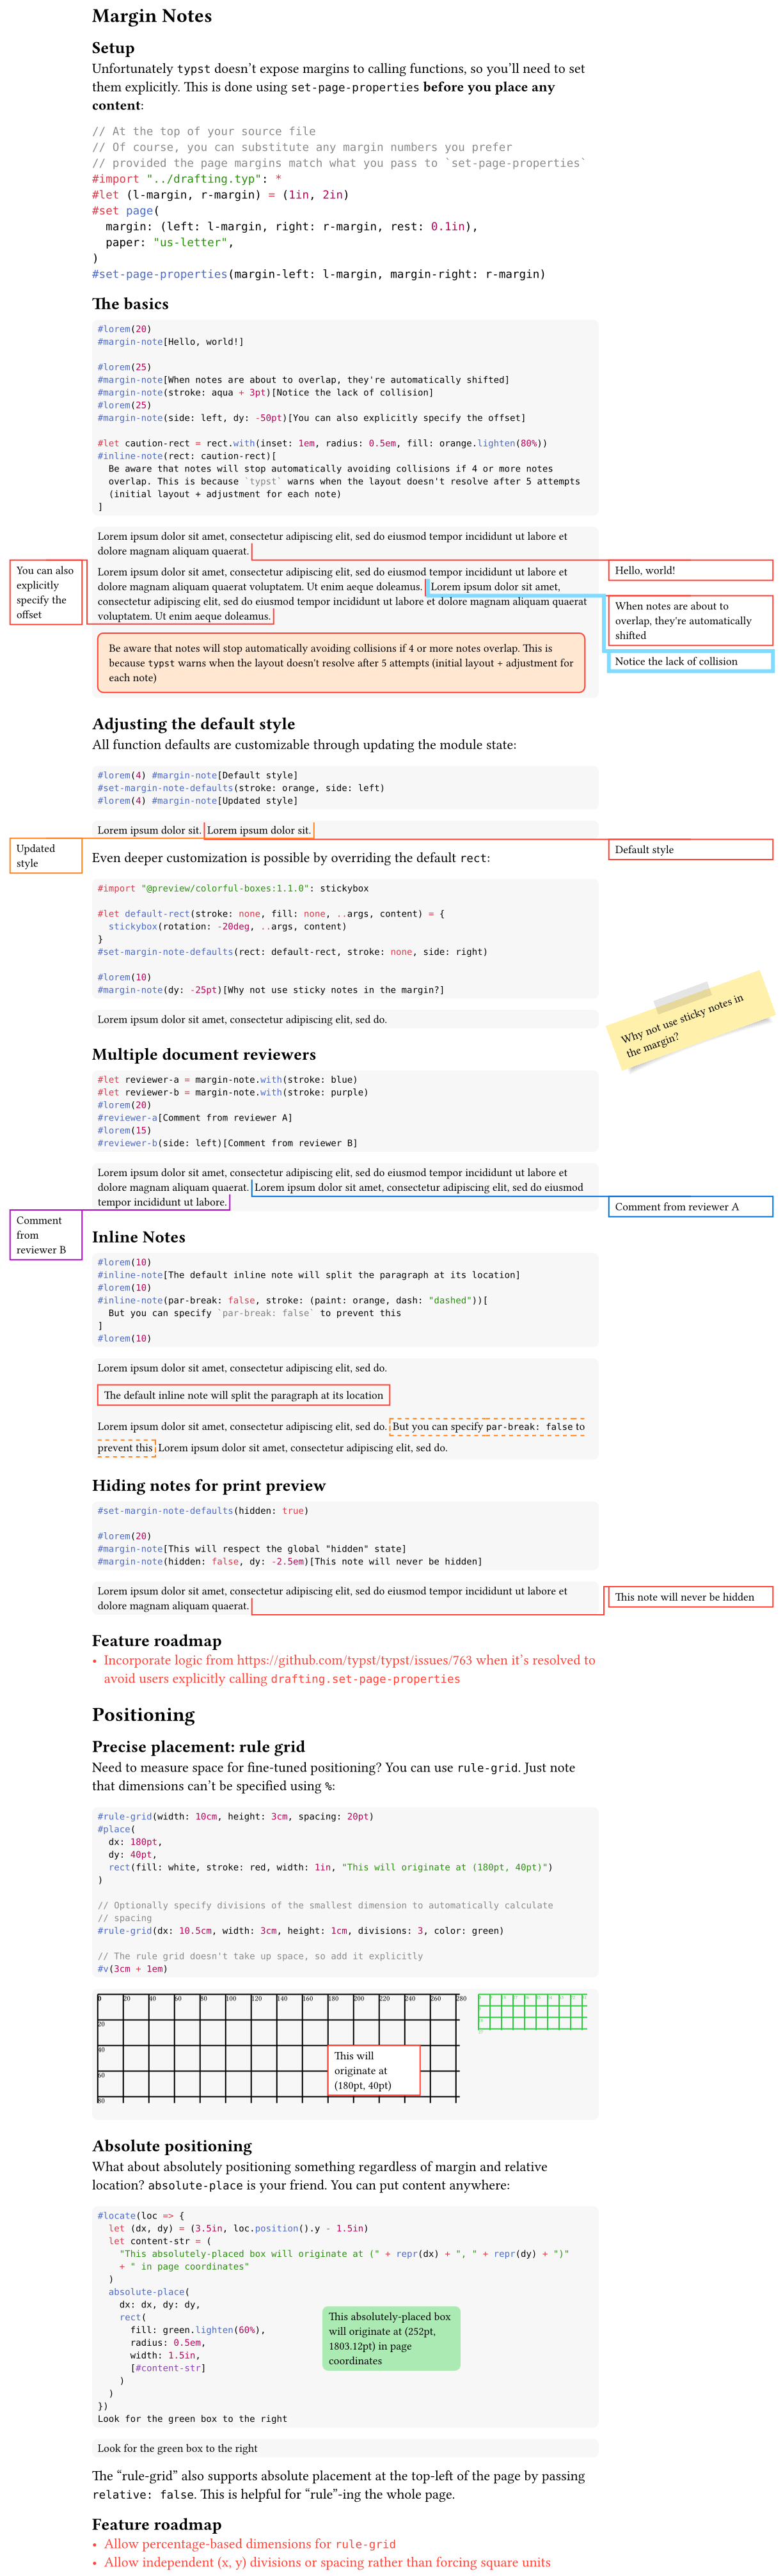 Margin Notes
Setup
Unfortunately typst doesn't expose margins to calling functions, so you'll need to set
them explicitly. This is done using set-page-properties before you place any
content:
// At the top of your source file
// Of course, you can substitute any margin numbers you prefer
// provided the page margins match what you pass to `set-page-properties`
#import "../drafting.typ": *
#let (l-margin, r-margin) = (1in, 2in)
#set page(
  margin: (left: l-margin, right: r-margin, rest: 0.1in),
  paper: "us-letter",
)
#set-page-properties(margin-left: l-margin, margin-right: r-margin)
The basics
#lorem(20)
#margin-note[Hello, world!]
#lorem(25)
#margin-note[When notes are about to overlap, they're automatically shifted]
#margin-note(stroke: aqua + 3pt)[Notice the lack of collision]
#lorem(25)
#margin-note(side: left, dy: -50pt)[You can also explicitly specify the offset]
#let caution-rect = rect.with(inset: 1em, radius: 0.5em, fill: orange.lighten(80%))
#inline-note(rect: caution-rect)[
  Be aware that notes will stop automatically avoiding collisions if 4 or more notes
  overlap. This is because `typst` warns when the layout doesn't resolve after 5 attempts
  (initial layout + adjustment for each note)
]
Lorem ipsum dolor sit amet, consectetur adipiscing elit, sed do eiusmod tempor incididunt ut labore et
dolore magnam aliquam quaerat.
You can also
explicitly
specify the
offset
Hello, world!
Lorem ipsum dolor sit amet, consectetur adipiscing elit, sed do eiusmod tempor incididunt ut labore et
dolore magnam aliquam quaerat voluptatem. Ut enim aeque doleamus. Lorem ipsum dolor sit amet,
consectetur adipiscing elit, sed do eiusmod tempor incididunt ut labore et dolore magnam aliquam quaerat
voluptatem. Ut enim aeque doleamus.
When notes are about to
overlap, they're automatically
shifted
Notice the lack of collision
Be aware that notes will stop automatically avoiding collisions if 4 or more notes overlap. This is
because typst warns when the layout doesn't resolve after 5 attempts (initial layout + adjustment for
each note)
Adjusting the default style
All function defaults are customizable through updating the module state:
#lorem(4) #margin-note[Default style]
#set-margin-note-defaults(stroke: orange, side: left)
#lorem(4) #margin-note[Updated style]
Lorem ipsum dolor sit. Lorem ipsum dolor sit.
Updated
style
Default style
Even deeper customization is possible by overriding the default rect:
#import "@preview/colorful-boxes:1.1.0": stickybox
#let default-rect(stroke: none, fill: none, ..args, content) = {
  stickybox(rotation: -20deg, ..args, content)
}
#set-margin-note-defaults(rect: default-rect, stroke: none, side: right)
#lorem(10)
#margin-note(dy: -25pt)[Why not use sticky notes in the margin?]
Lorem ipsum dolor sit amet, consectetur adipiscing elit, sed do.
Why not use sticky notes in
the margin?
Multiple document reviewers
#let reviewer-a = margin-note.with(stroke: blue)
#let reviewer-b = margin-note.with(stroke: purple)
#lorem(20)
#reviewer-a[Comment from reviewer A]
#lorem(15)
#reviewer-b(side: left)[Comment from reviewer B]
Lorem ipsum dolor sit amet, consectetur adipiscing elit, sed do eiusmod tempor incididunt ut labore et
dolore magnam aliquam quaerat. Lorem ipsum dolor sit amet, consectetur adipiscing elit, sed do eiusmod
tempor incididunt ut labore.
Comment from reviewer A
Comment
from
reviewer B
Inline Notes
#lorem(10)
#inline-note[The default inline note will split the paragraph at its location]
#lorem(10)
#inline-note(par-break: false, stroke: (paint: orange, dash: "dashed"))[
  But you can specify `par-break: false` to prevent this
]
#lorem(10)
Lorem ipsum dolor sit amet, consectetur adipiscing elit, sed do.
The default inline note will split the paragraph at its location
Lorem ipsum dolor sit amet, consectetur adipiscing elit, sed do. But you can specify par-break: false to
prevent this Lorem ipsum dolor sit amet, consectetur adipiscing elit, sed do.
Hiding notes for print preview
#set-margin-note-defaults(hidden: true)
#lorem(20)
#margin-note[This will respect the global "hidden" state]
#margin-note(hidden: false, dy: -2.5em)[This note will never be hidden]
Lorem ipsum dolor sit amet, consectetur adipiscing elit, sed do eiusmod tempor incididunt ut labore et
dolore magnam aliquam quaerat.
This note will never be hidden
Feature roadmap
• Incorporate logic from https://github.com/typst/typst/issues/763 when it's resolved to
avoid users explicitly calling drafting.set-page-properties
Positioning
Precise placement: rule grid
Need to measure space for fine-tuned positioning? You can use rule-grid. Just note
that dimensions can't be specified using %:
#rule-grid(width: 10cm, height: 3cm, spacing: 20pt)
#place(
  dx: 180pt,
  dy: 40pt,
  rect(fill: white, stroke: red, width: 1in, "This will originate at (180pt, 40pt)")
)
// Optionally specify divisions of the smallest dimension to automatically calculate
// spacing
#rule-grid(dx: 10.5cm, width: 3cm, height: 1cm, divisions: 3, color: green)
// The rule grid doesn't take up space, so add it explicitly
#v(3cm + 1em)
0 20 40 60 80 100 120 140 160 180 200 220 240 260 280
20
40
60
80
This will
originate at
(180pt, 40pt)
Absolute positioning
What about absolutely positioning something regardless of margin and relative
location? absolute-place is your friend. You can put content anywhere:
#locate(loc => {
  let (dx, dy) = (3.5in, loc.position().y - 1.5in)
  let content-str = (
    "This absolutely-placed box will originate at (" + repr(dx) + ", " + repr(dy) + ")"
    + " in page coordinates"
  )
  absolute-place(
    dx: dx, dy: dy,
    rect(
      fill: green.lighten(60%),
      radius: 0.5em,
      width: 1.5in,
      [#content-str]
    )
  )
})
Look for the green box to the right
This absolutely-placed box
will originate at (252pt,
1803.12pt) in page
coordinates
Look for the green box to the right
The “rule-grid” also supports absolute placement at the top-left of the page by passing
relative: false. This is helpful for “rule”-ing the whole page.
Feature roadmap
• Allow percentage-based dimensions for rule-grid
• Allow independent (x, y) divisions or spacing rather than forcing square units